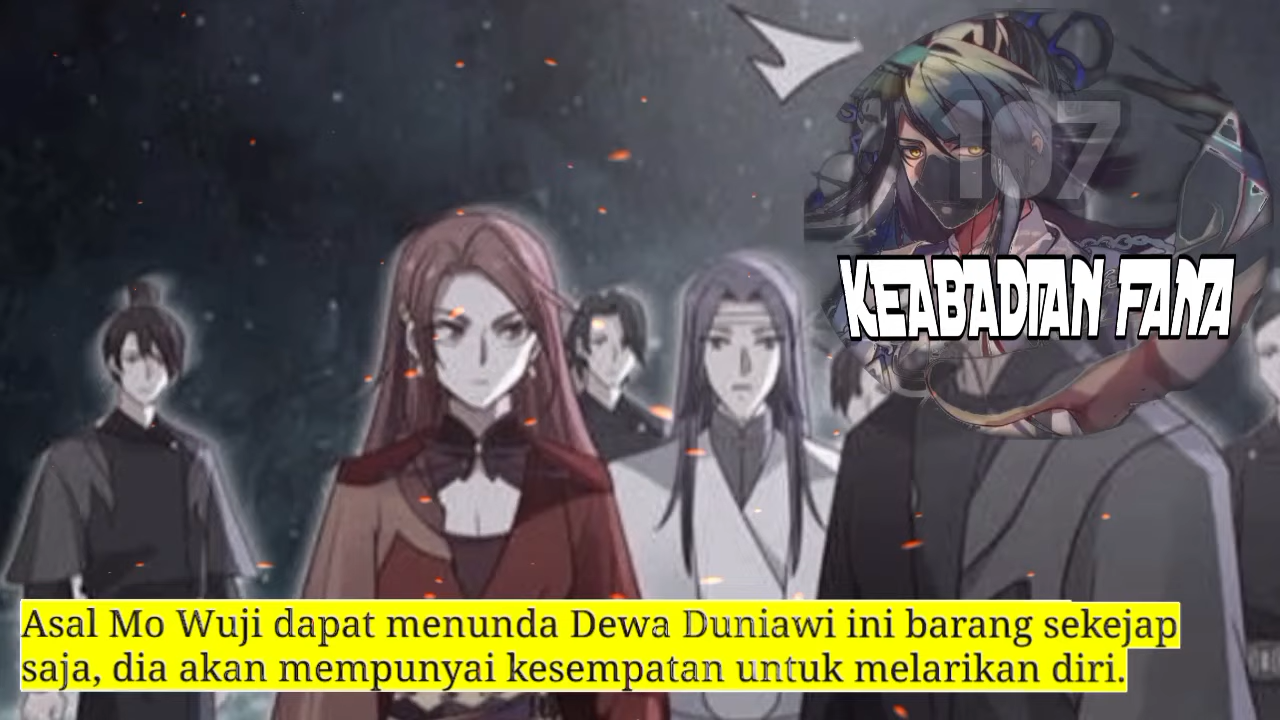 107
KEABADIAN FANA
Asal Mo Wuji dapat menunda Dewa Duniawi ini barang sekejap
saja, dia akan mempunyai kesempatan untuk melarikan diri.